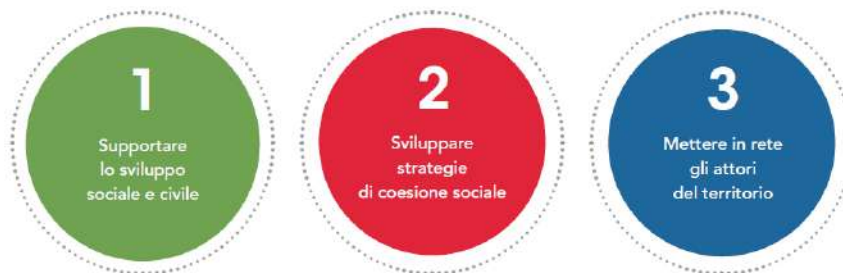 1
Supportare
lo sviluppo
sociale e civile
2
Sviluppare
strategie
di coesione sociale
3
Mettere in rete
gli attori
del territorio